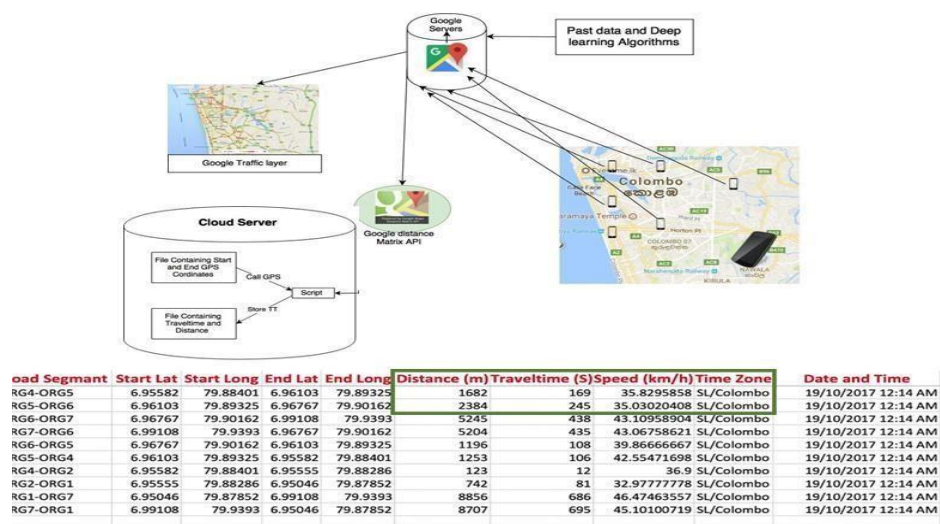 Google
Servers
Past data and Deep
learning Algorithms
Google Traffic layer
Google distance
Matrix API
Colombo
කොළඹ
Cloud Server
File Containing Start
and End GPS
Cordinates
Call GPS
Script
Store TT
File Containing
Traveltime and
Distance
Horton Pl
COLOMBO 07
Narahenpita Railway
NAWALA
KIRULA
oad Segmant Start Lat Start Long End Lat End Long Distance (m) Traveltime (S) Speed (km/h) Time Zone Date and Time
RG4-ORG5 6.95582 79.88401 6.96103 79.89325 1682 169 35.8295858 SL/Colombo 19/10/2017 12:14 AM
RG5-ORG6 6.96103 79.89325 6.96767 79.90162 2384 245 35.03020408 SL/Colombo 19/10/2017 12:14 AM
RG6-ORG7 6.96767 79.90162 6.99108 79.9393 5245 438 43.10958904 SL/Colombo 19/10/2017 12:14 AM
RG7-ORG6 6.99108 79.9393 6.96767 79.90162 5204 435 43.06758621 SL/Colombo 19/10/2017 12:14 AM
RG6-ORG5 6.96767 79.90162 6.96103 79.89325 1196 108 39.86666667 SL/Colombo 19/10/2017 12:14 AM
RG5-ORG4 6.96103 79.89325 6.95582 79.88401 1253 106 42.55471698 SL/Colombo 19/10/2017 12:14 AM
RG4-ORG2 6.95582 79.88401 6.95555 79.88286 123 12 36.9 SL/Colombo 19/10/2017 12:14 AM
RG2-ORG1 6.95555 79.88286 6.95046 79.87852 742 81 32.97777778 SL/Colombo 19/10/2017 12:14 AM
RG1-ORG7 6.95046 79.87852 6.99108 79.9393 8856 686 46.47463557 SL/Colombo 19/10/2017 12:14 AM
RG7-ORG1 6.99108 79.9393 6.95046 79.87852 8707 695 45.10100719 SL/Colombo 19/10/2017 12:14 AM